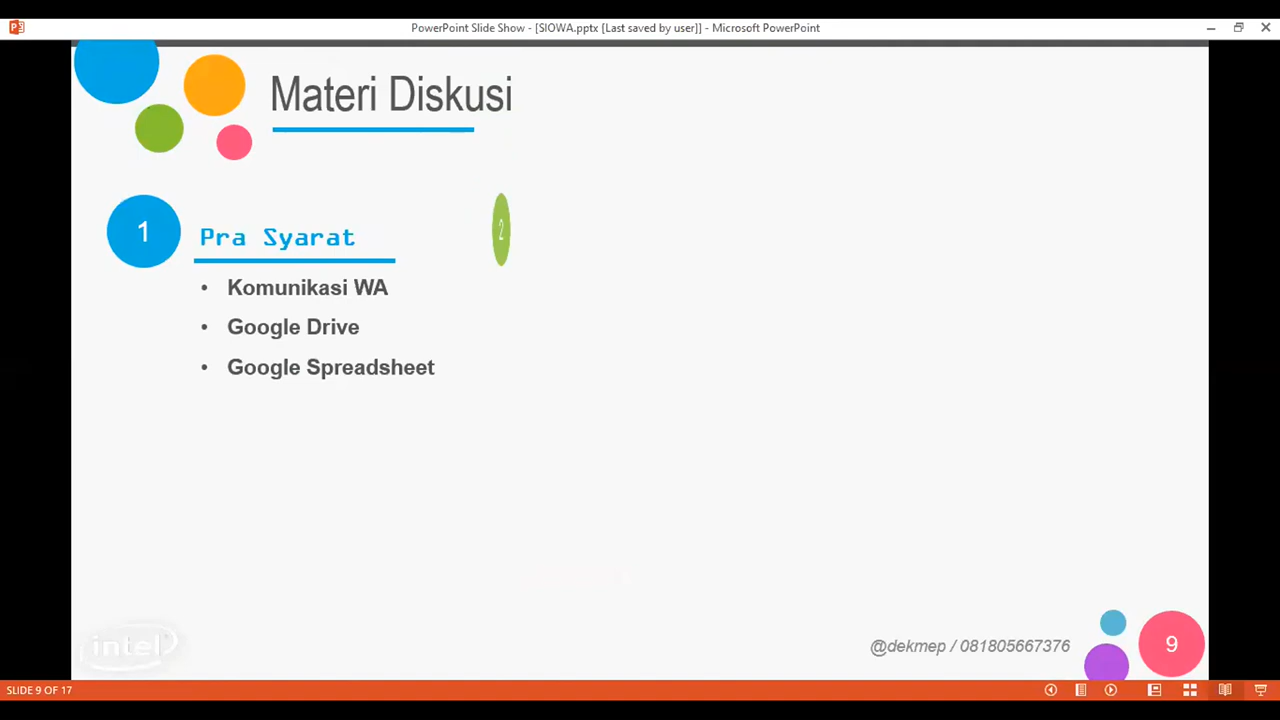 PowerPoint Slide Show - [SIOWA.pptx [Last saved by user]] - Microsoft PowerPoint
Materi Diskusi
1
Pra Syarat
2
• Komunikasi WA
• Google Drive
• Google Spreadsheet
intel
@dekmep / 081805667376
9
SLIDE 9 OF 17